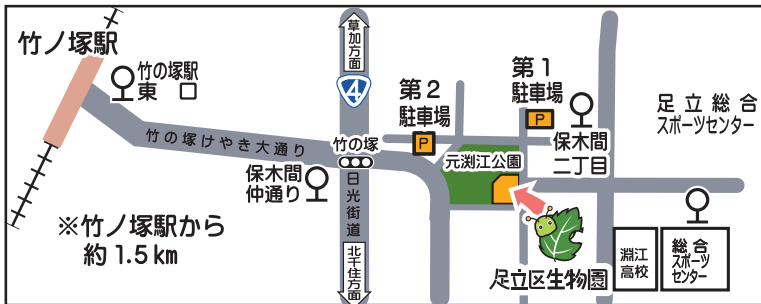 竹ノ塚駅
竹の塚駅
東口
竹の塚けやき大通り
保木間
仲通り
※竹ノ塚駅から
約1.5km
草加方面
4
竹の塚
日光街道
北千住方面
第2
駐車場
P
第1
駐車場
P
保木間
二丁目
元渕江公園
足立区生物園
足立総合
スポーツセンター
淵江
高校
総合
スポーツ
センター